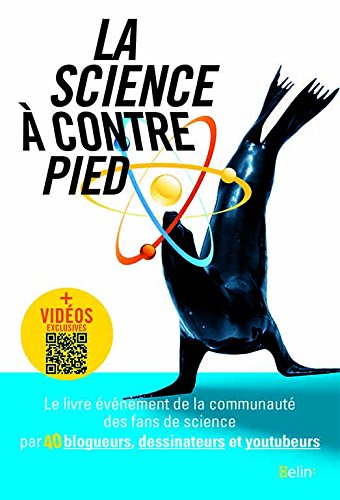 LA
SCIENCE
À CONTRE
PIED
+
VIDÉOS
EXCLUSIVES
Le livre événement de la communauté
des fans de science
par 40 blogueurs, dessinateurs et youtubeurs
Belin: